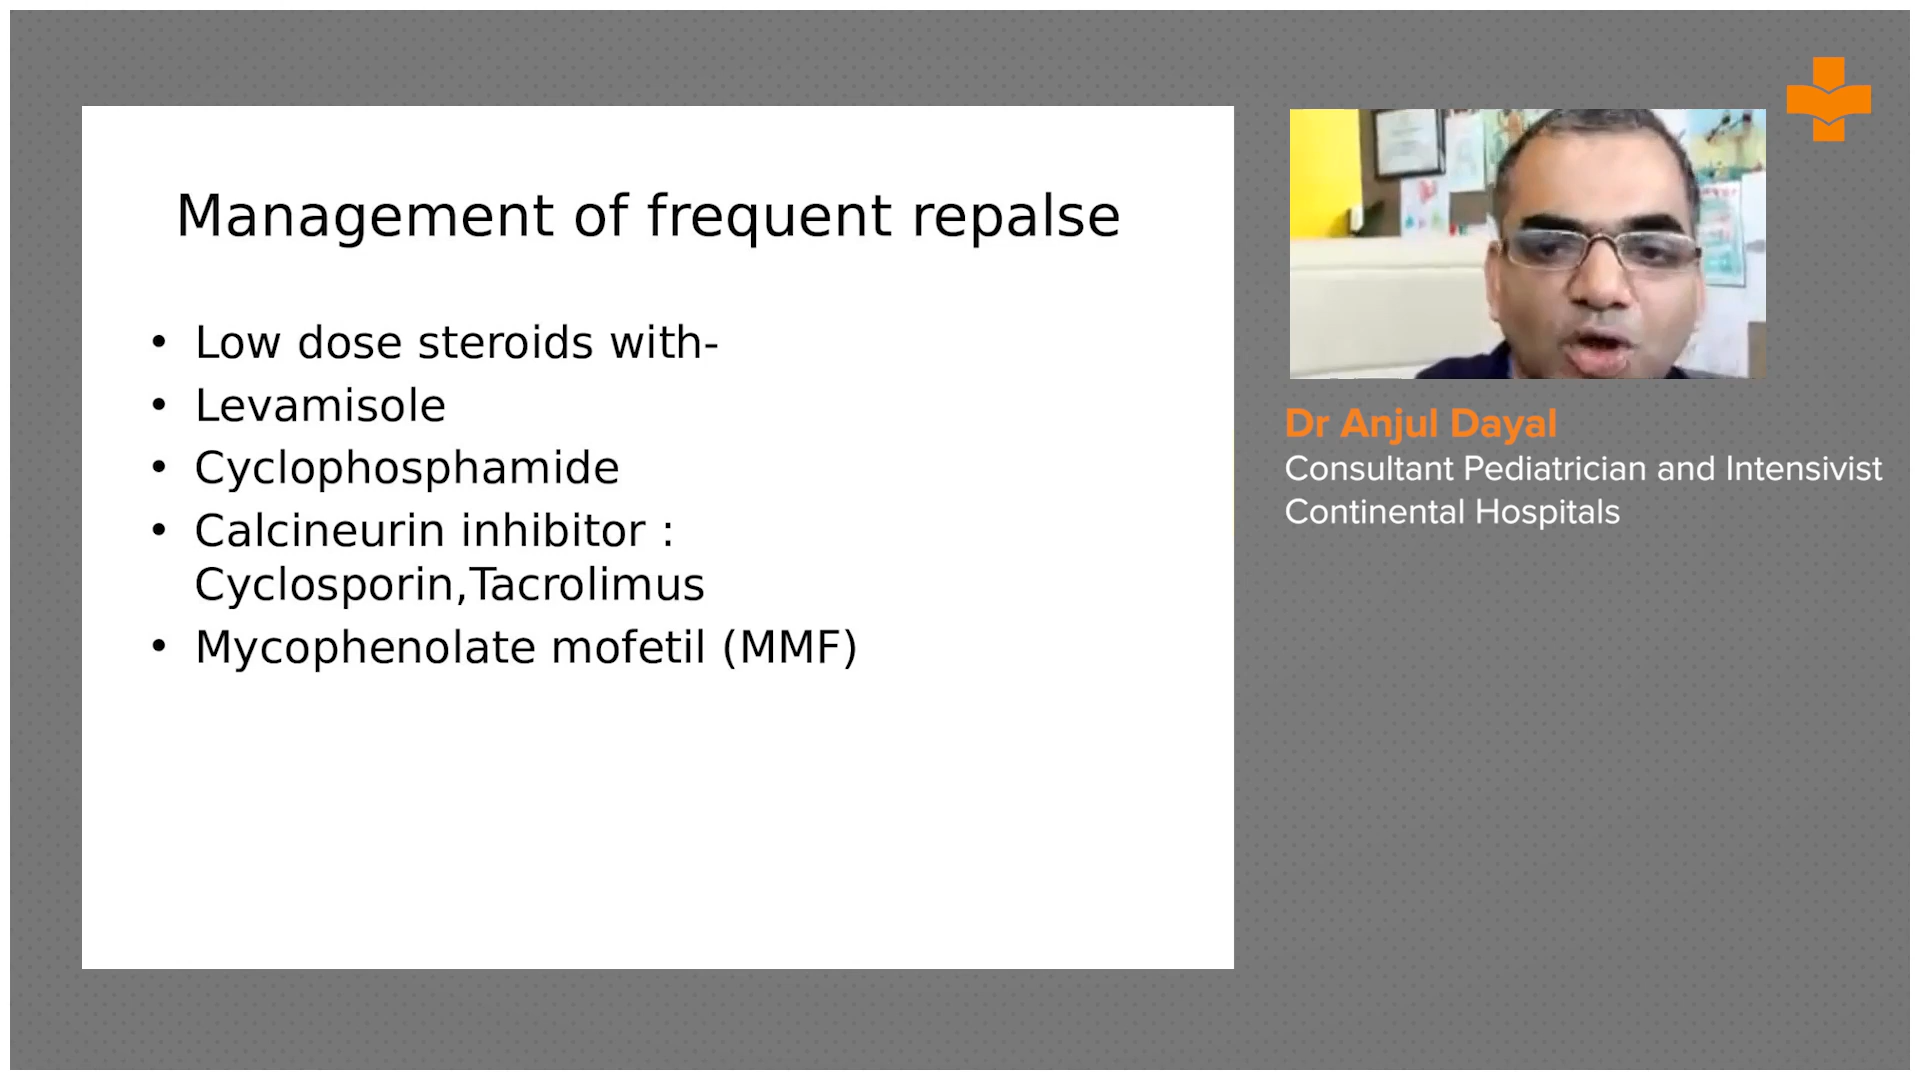 Management of frequent repalse
• Low dose steroids with-
• Levamisole
• Cyclophosphamide
• Calcineurin inhibitor :
Cyclosporin,Tacrolimus
• Mycophenolate mofetil (MMF)
Dr Anjul Dayal
Consultant Pediatrician and Intensivist
Continental Hospitals